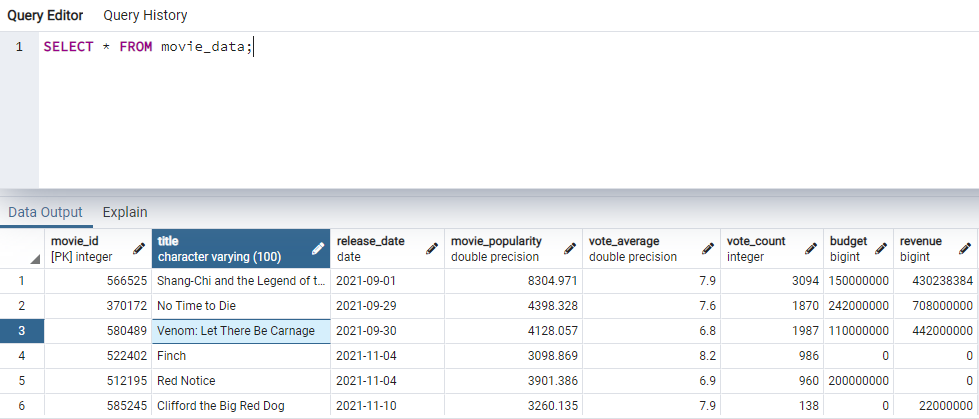 Query Editor Query History
1 SELECT * FROM movie_data;
Data Output Explain
movie_id title release_date movie_popularity vote_average vote_count budget revenue
[PK] integer character varying (100) date double precision double precision integer bigint bigint
1 566525 Shang-Chi and the Legend of t... 2021-09-01 8304.971 7.9 3094 150000000 430238384
2 370172 No Time to Die 2021-09-29 4398.328 7.6 1870 242000000 708000000
3 580489 Venom: Let There Be Carnage 2021-09-30 4128.057 6.8 1987 110000000 442000000
4 522402 Finch 2021-11-04 3098.869 8.2 986 0 0
5 512195 Red Notice 2021-11-04 3901.386 6.9 960 200000000 0
6 585245 Clifford the Big Red Dog 2021-11-10 3260.135 7.9 138 0 22000000